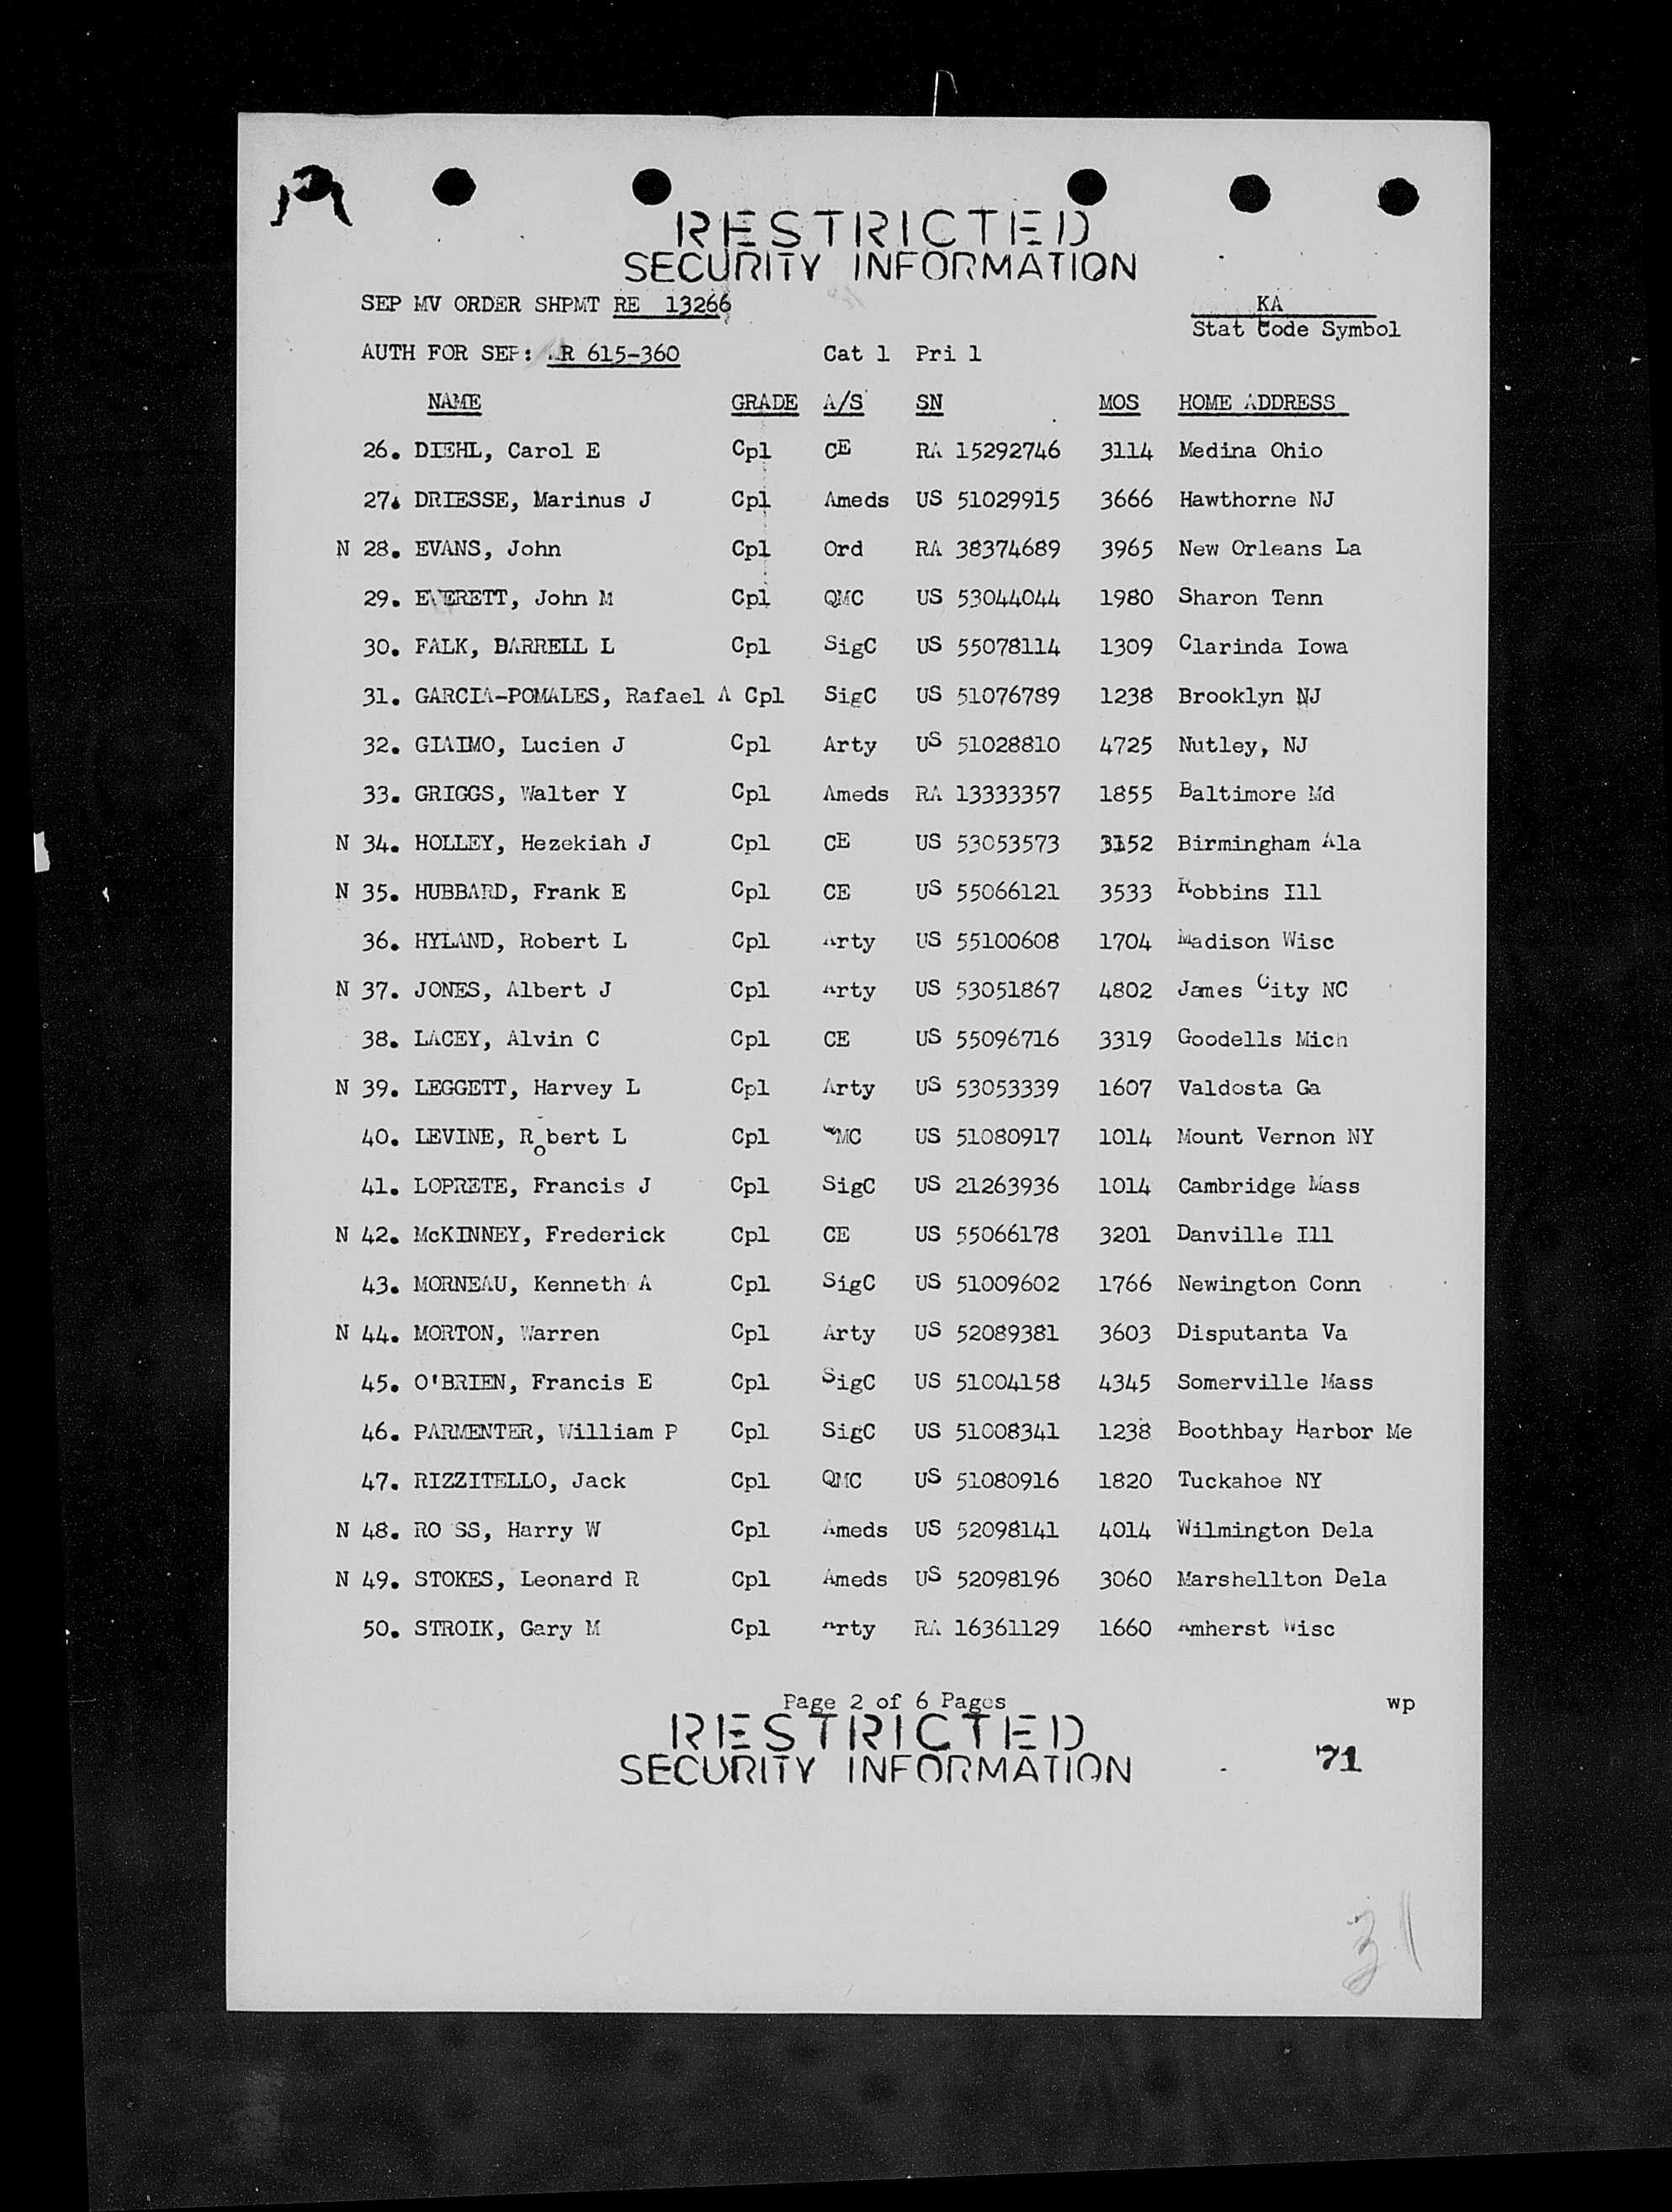 RESTRICTED
SECURITY INFORMATION
SEP MV ORDER SHPMT RE 13266 KA
Stat Code Symbol
AUTH FOR SEP: AR 615-360 Cat 1 Pri 1
NAME GRADE A/S SN MOS HOME ADDRESS
26. DIEHL, Carol E Cpl CE RA 15292746 3114 Medina Ohio
27. DRIESSE, Marinus J Cpl Ameds US 51029915 3666 Hawthorne NJ
N 28. EVANS, John Cpl Ord RA 38374689 3965 New Orleans La
29. EVERETT, John M Cpl QMC US 53044044 1980 Sharon Tenn
30. FALK, DARRELL L Cpl SigC US 55078114 1309 Clarinda Iowa
31. GARCIA-POMALES, Rafael A Cpl SigC US 51076789 1238 Brooklyn NJ
32. GIAIMO, Lucien J Cpl Arty US 51028810 4725 Nutley, NJ
33. GRIGGS, Walter Y Cpl Ameds RA 13333357 1855 Baltimore Md
N 34. HOLLEY, Hezekiah J Cpl CE US 53053573 3152 Birmingham Ala
N 35. HUBBARD, Frank E Cpl CE US 55066121 3533 Robbins Ill
36. HYLAND, Robert L Cpl Arty US 55100608 1704 Madison Wisc
N 37. JONES, Albert J Cpl Arty US 53051867 4802 James City NC
38. LACEY, Alvin C Cpl CE US 55096716 3319 Goodells Mich
N 39. LEGGETT, Harvey L Cpl Arty US 53053339 1607 Valdosta Ga
40. LEVINE, Robert L Cpl QMC US 51080917 1014 Mount Vernon NY
41. LOPRETE, Francis J Cpl SigC US 21263936 1014 Cambridge Mass
N 42. McKINNEY, Frederick Cpl CE US 55066178 3201 Danville Ill
43. MORNEAU, Kenneth A Cpl SigC US 51009602 1766 Newington Conn
N 44. MORTON, Warren Cpl Arty US 52089381 3603 Disputanta Va
45. O'BRIEN, Francis E Cpl SigC US 51004158 4345 Somerville Mass
46. PARMENTER, William P Cpl SigC US 51008341 1238 Boothbay Harbor Me
47. RIZZITELLO, Jack Cpl QMC US 51080916 1820 Tuckahoe NY
N 48. RO SS, Harry W Cpl Ameds US 52098141 4014 Wilmington Dela
N 49. STOKES, Leonard R Cpl Ameds US 52098196 3060 Marshellton Dela
50. STROIK, Gary M Cpl Arty RA 16361129 1660 Amherst Wisc
Page 2 of 6 Pages wp
RESTRICTED
SECURITY INFORMATION 71
31